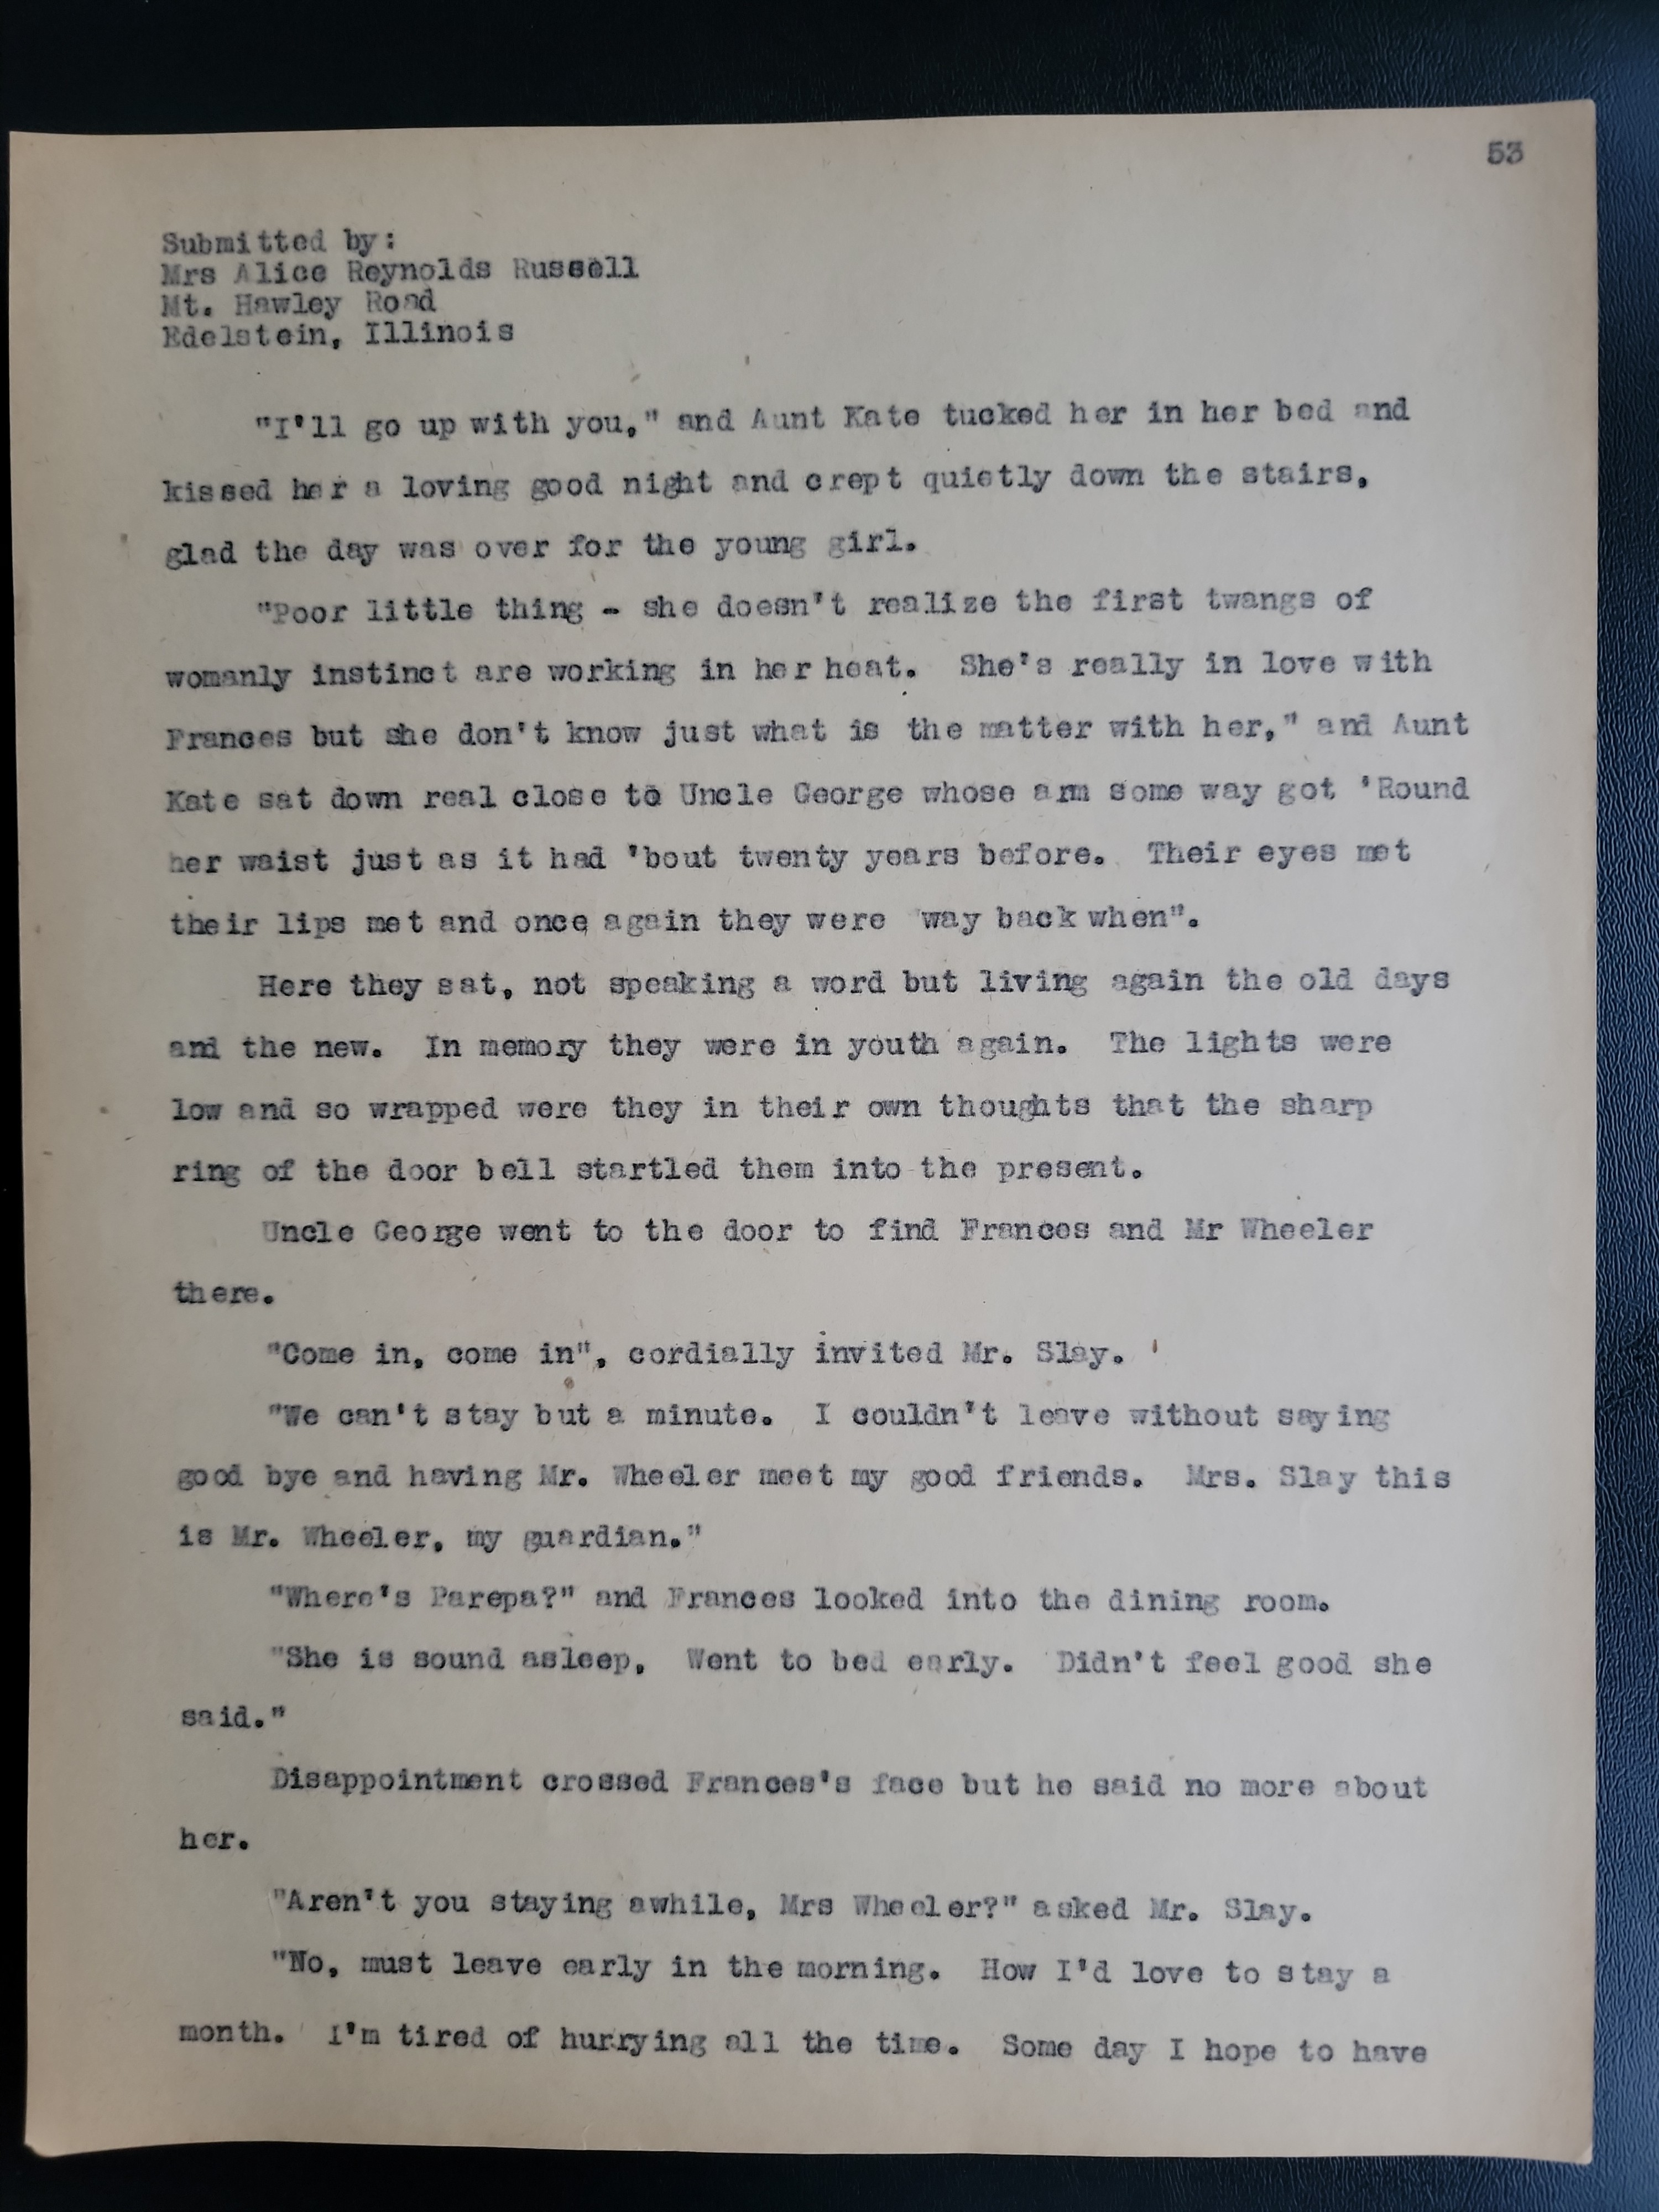 53
Submitted by:
Mrs Alice Reynolds Russell
Mt. Hawley Road
Edelstein, Illinois
"I'll go up with you," and Aunt Kate tucked her in her bed and
kissed her a loving good night and crept quietly down the stairs,
glad the day was over for the young girl.
"Poor little thing - she doesn't realize the first twangs of
womanly instinct are working in her heat. She's really in love with
Frances but she don't know just what is the matter with her," and Aunt
Kate sat down real close to Uncle George whose arm some way got 'Round
her waist just as it had 'bout twenty years before. Their eyes met
their lips met and once again they were "way back when".
Here they sat, not speaking a word but living again the old days
and the new. In memory they were in youth again. The lights were
low and so wrapped were they in their own thoughts that the sharp
ring of the door bell startled them into the present.
Uncle George went to the door to find Frances and Mr Wheeler
there.
"Come in, come in", cordially invited Mr. Slay.
"We can't stay but a minute. I couldn't leave without saying
good bye and having Mr. Wheeler meet my good friends. Mrs. Slay this
is Mr. Wheeler, my guardian."
"Where's Parepa?" and Frances looked into the dining room.
"She is sound asleep, Went to bed early. Didn't feel good she
said."
Disappointment crossed Frances's face but he said no more about
her.
"Aren't you staying awhile, Mrs Wheeler?" asked Mr. Slay.
"No, must leave early in the morning. How I'd love to stay a
month. I'm tired of hurrying all the time. Some day I hope to have